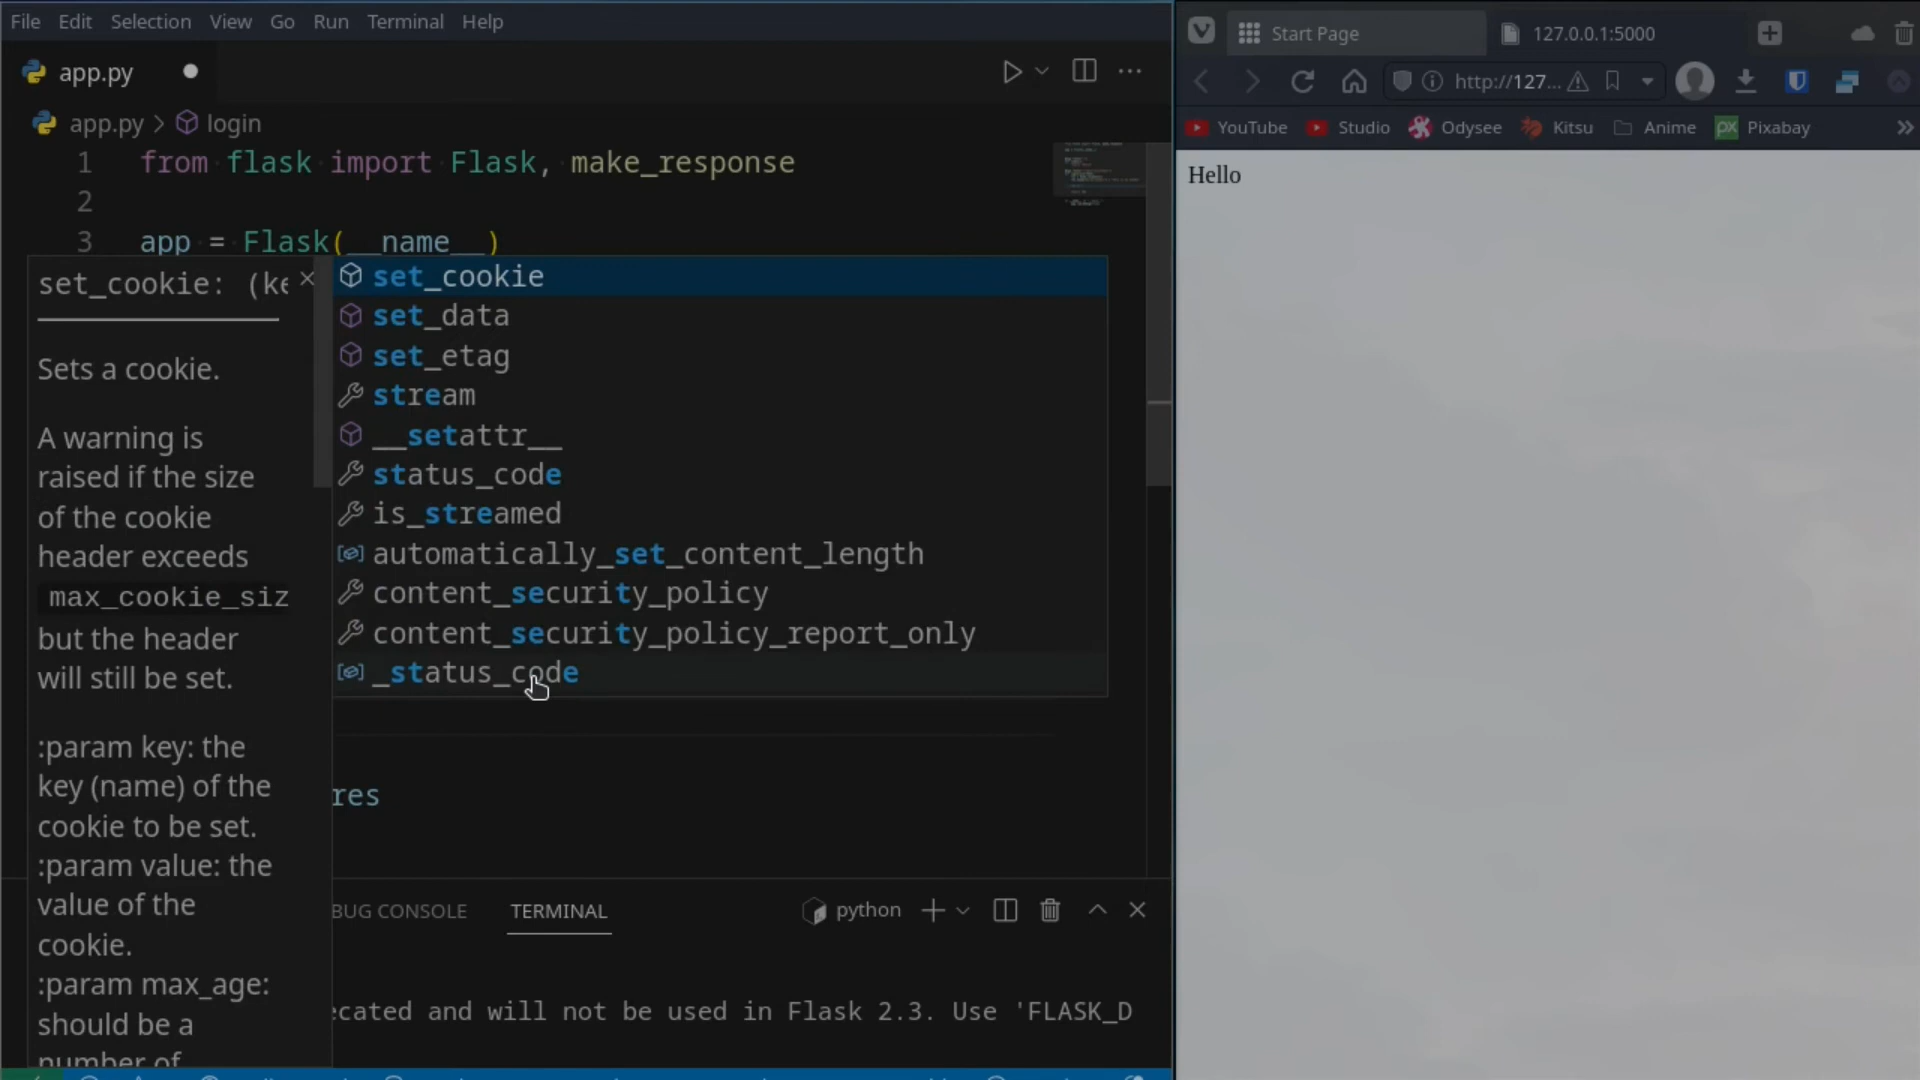 File Edit Selection View Go Run Terminal Help
app.py
app.py > login
1 from flask import Flask, make_response
2
3 app = Flask(__name__)
set_cookie: (ke
Sets a cookie.
A warning is
raised if the size
of the cookie
header exceeds
max_cookie_siz
but the header
will still be set.
:param key: the
key (name) of the
cookie to be set.
:param value: the
value of the
cookie.
:param max_age:
should be a
number of
set_cookie
set_data
set_etag
stream
__setattr__
status_code
is_streamed
automatically_set_content_length
content_security_policy
content_security_policy_report_only
_status_code
res
BUG CONSOLE TERMINAL python
ecated and will not be used in Flask 2.3. Use 'FLASK_D
Start Page 127.0.0.1:5000
http://127...
YouTube Studio Odysee Kitsu Anime px Pixabay
Hello